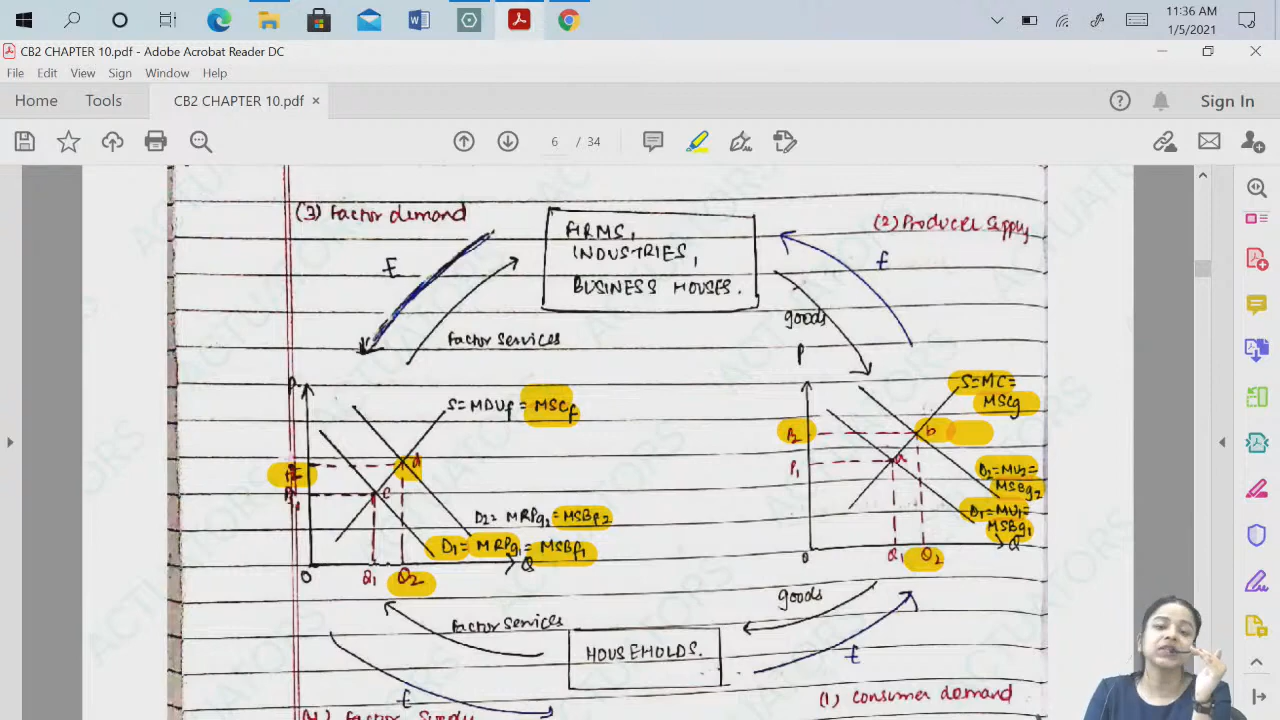 11:36 AM
1/5/2021
CB2 CHAPTER 10.pdf - Adobe Acrobat Reader DC
File Edit View Sign Window Help
Home Tools CB2 CHAPTER 10.pdf × Sign In
6 / 34
(3) Factor demand
FIRMS,
INDUSTRIES,
BUSINESS HOUSES.
(2) Producer Supply
£
£
goods
Factor services
P
P
S=MDUf = MSCf
S=MC=
MSCg
P2
b
d
P1
a
c
D2=MU2=
MSBg2
D2= MRPg2 = MSBf2
D1=MU1=
MSBg1
D1= MRPg1 = MSBf1
Q
Q
0
Q1
Q2
0
Q1
Q2
goods
Factor services
HOUSEHOLDS.
£
£
(1) consumer demand
(4) Factor supply